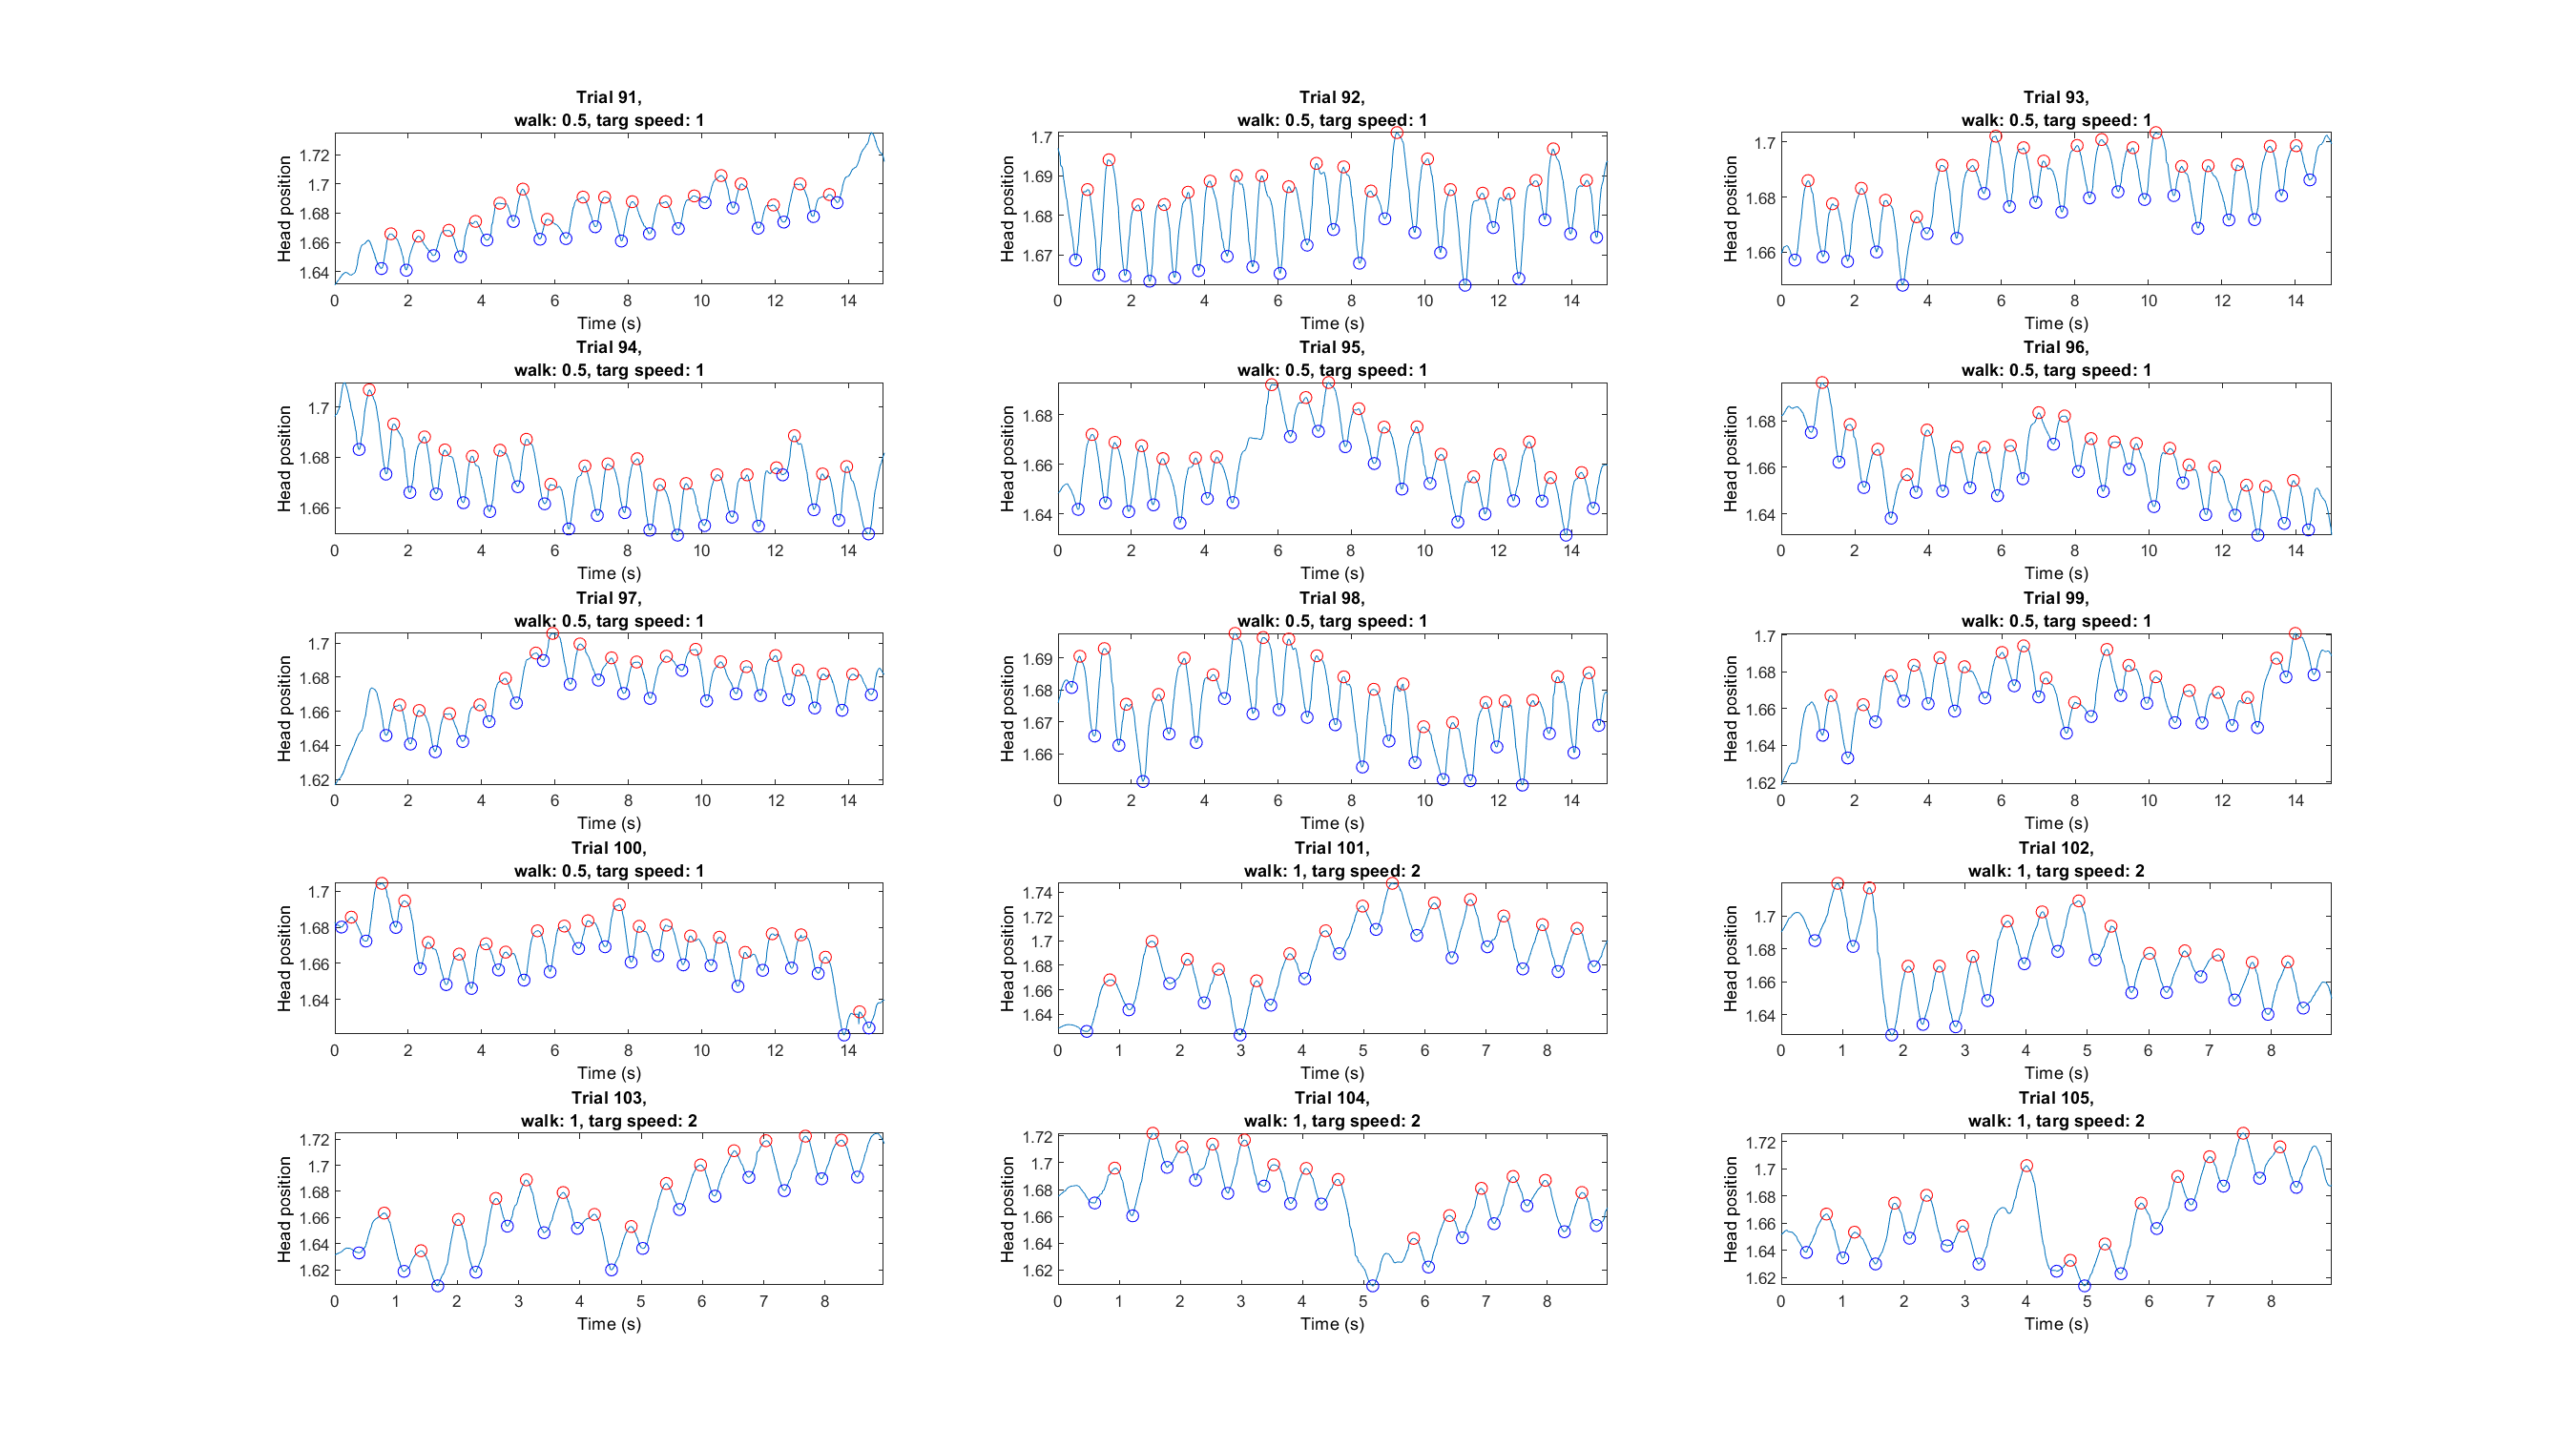 Trial 91,
walk: 0.5, targ speed: 1
Head position
1.72
1.7
1.68
1.66
1.64
0 2 4 6 8 10 12 14
Time (s)
Trial 92,
walk: 0.5, targ speed: 1
Head position
1.7
1.69
1.68
1.67
0 2 4 6 8 10 12 14
Time (s)
Trial 93,
walk: 0.5, targ speed: 1
Head position
1.7
1.68
1.66
0 2 4 6 8 10 12 14
Time (s)
Trial 94,
walk: 0.5, targ speed: 1
Head position
1.7
1.68
1.66
0 2 4 6 8 10 12 14
Time (s)
Trial 95,
walk: 0.5, targ speed: 1
Head position
1.68
1.66
1.64
0 2 4 6 8 10 12 14
Time (s)
Trial 96,
walk: 0.5, targ speed: 1
Head position
1.68
1.66
1.64
0 2 4 6 8 10 12 14
Time (s)
Trial 97,
walk: 0.5, targ speed: 1
Head position
1.7
1.68
1.66
1.64
1.62
0 2 4 6 8 10 12 14
Time (s)
Trial 98,
walk: 0.5, targ speed: 1
Head position
1.69
1.68
1.67
1.66
0 2 4 6 8 10 12 14
Time (s)
Trial 99,
walk: 0.5, targ speed: 1
Head position
1.7
1.68
1.66
1.64
1.62
0 2 4 6 8 10 12 14
Time (s)
Trial 100,
walk: 0.5, targ speed: 1
Head position
1.7
1.68
1.66
1.64
0 2 4 6 8 10 12 14
Time (s)
Trial 101,
walk: 1, targ speed: 2
Head position
1.74
1.72
1.7
1.68
1.66
1.64
0 1 2 3 4 5 6 7 8
Time (s)
Trial 102,
walk: 1, targ speed: 2
Head position
1.7
1.68
1.66
1.64
0 1 2 3 4 5 6 7 8
Time (s)
Trial 103,
walk: 1, targ speed: 2
Head position
1.72
1.7
1.68
1.66
1.64
1.62
0 1 2 3 4 5 6 7 8
Time (s)
Trial 104,
walk: 1, targ speed: 2
Head position
1.72
1.7
1.68
1.66
1.64
1.62
0 1 2 3 4 5 6 7 8
Time (s)
Trial 105,
walk: 1, targ speed: 2
Head position
1.72
1.7
1.68
1.66
1.64
1.62
0 1 2 3 4 5 6 7 8
Time (s)